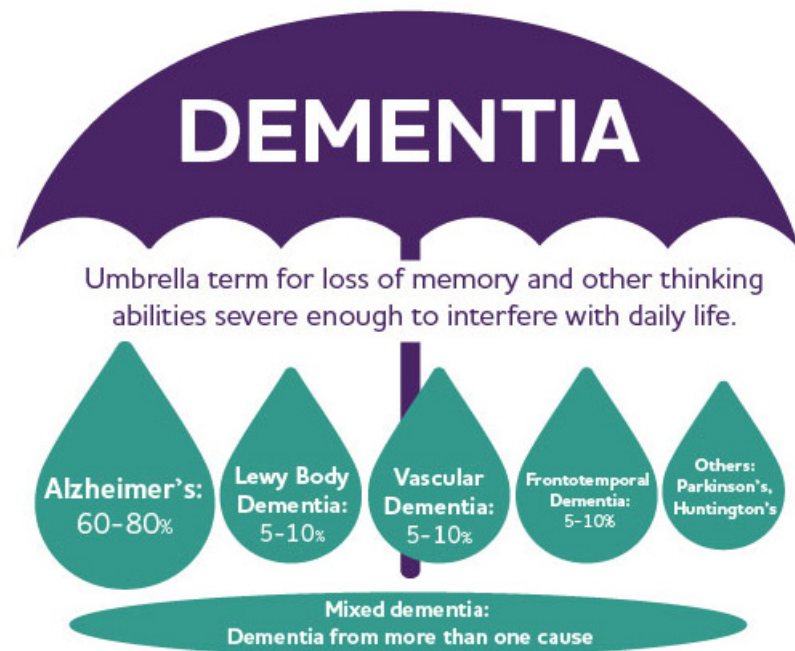 DEMENTIA
Umbrella term for loss of memory and other thinking
abilities severe enough to interfere with daily life.
Alzheimer's:
60-80%
Lewy Body
Dementia:
5-10%
Vascular
Dementia:
5-10%
Frontotemporal
Dementia:
5-10%
Others:
Parkinson's,
Huntington's
Mixed dementia:
Dementia from more than one cause